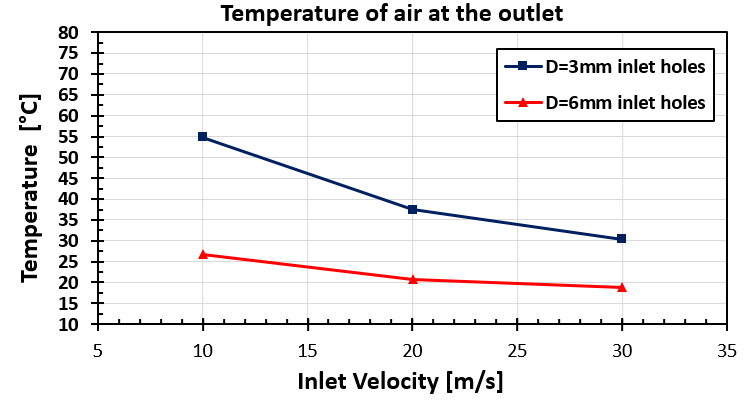 Temperature of air at the outlet
80
75
70
65
60
55
50
45
40
35
30
25
20
15
10
Temperature [°C]
D=3mm inlet holes
D=6mm inlet holes
5 10 15 20 25 30 35
Inlet Velocity [m/s]